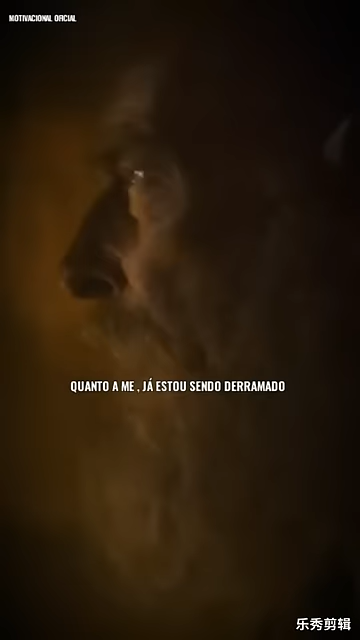 MOTIVACIONAL OFICIAL
QUANTO A ME , JÁ ESTOU SENDO DERRAMADO
乐秀剪辑